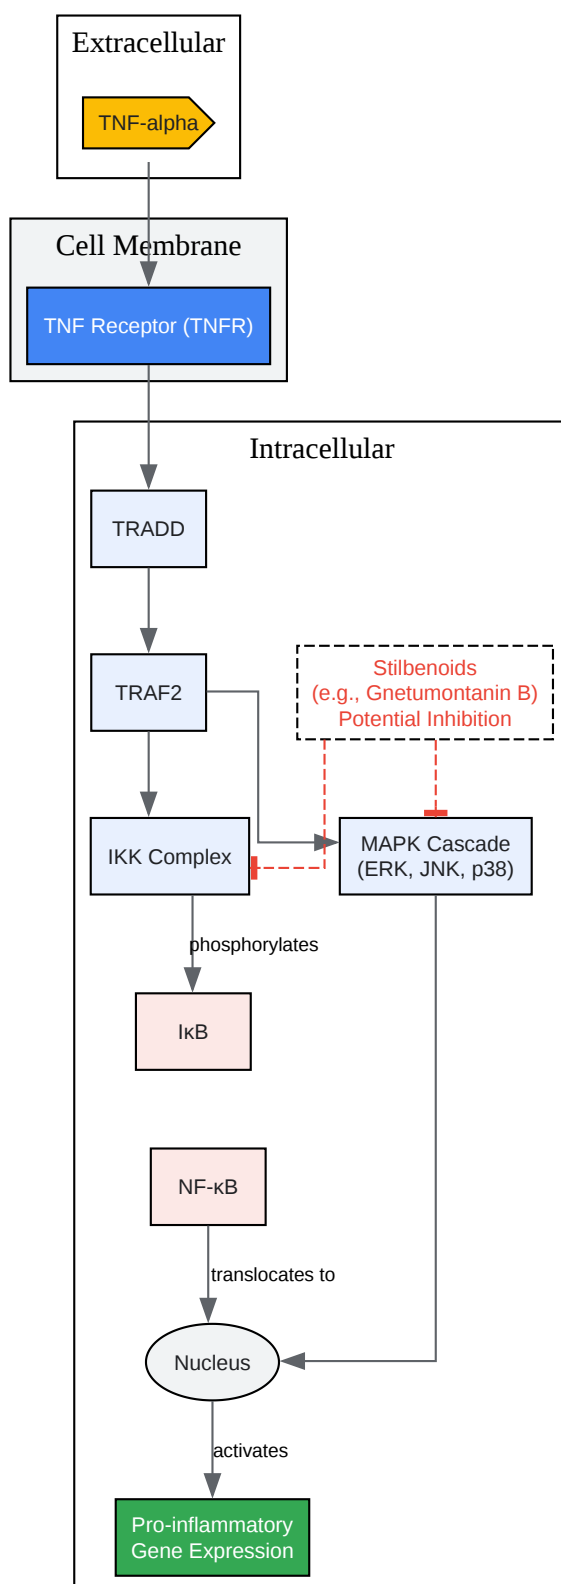 Extracellular
TNF-alpha
Cell Membrane
TNF Receptor (TNFR)
Intracellular
TRADD
TRAF2
Stilbenoids
(e.g., Gnetumontanin B)
Potential Inhibition
IKK Complex
MAPK Cascade
(ERK, JNK, p38)
phosphorylates
IκB
NF-κB
translocates to
Nucleus
activates
Pro-inflammatory
Gene Expression